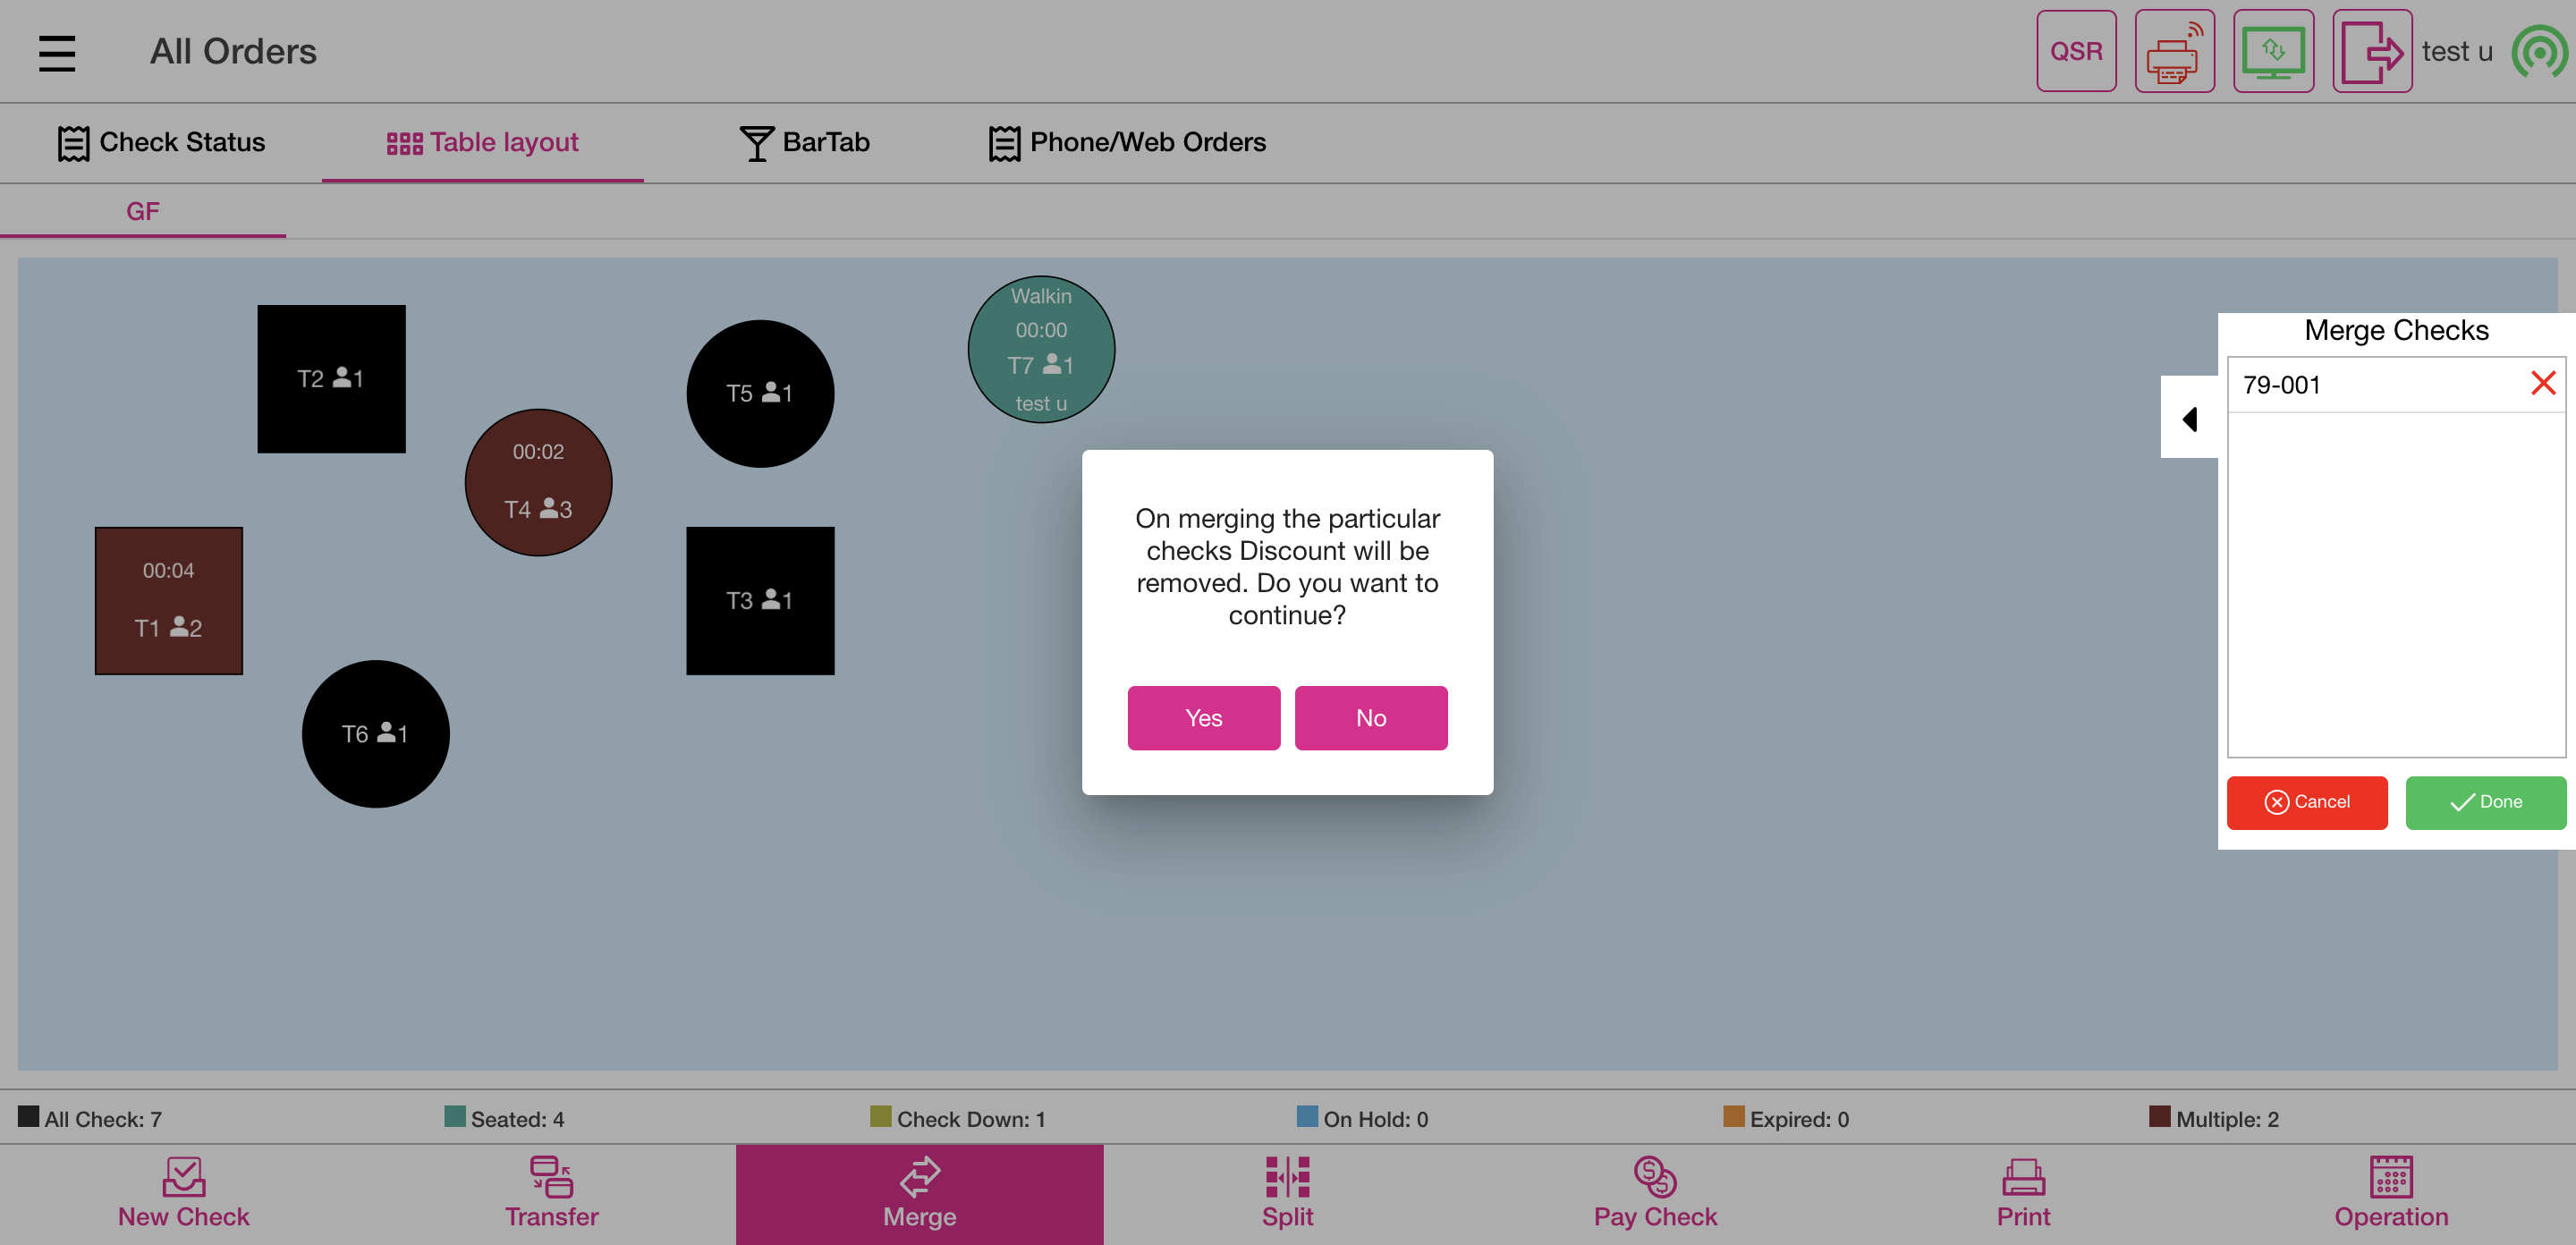 All Orders
QSR
test u
Check Status
Table layout
BarTab
Phone/Web Orders
GF
Walkin
00:00
T7 1
test u
T2 1
T5 1
00:02
T4 3
00:04
T1 2
T3 1
T6 1
On merging the particular
checks Discount will be
removed. Do you want to
continue?
Yes
No
Merge Checks
79-001
Cancel
Done
All Check: 7
Seated: 4
Check Down: 1
On Hold: 0
Expired: 0
Multiple: 2
New Check
Transfer
Merge
Split
Pay Check
Print
Operation